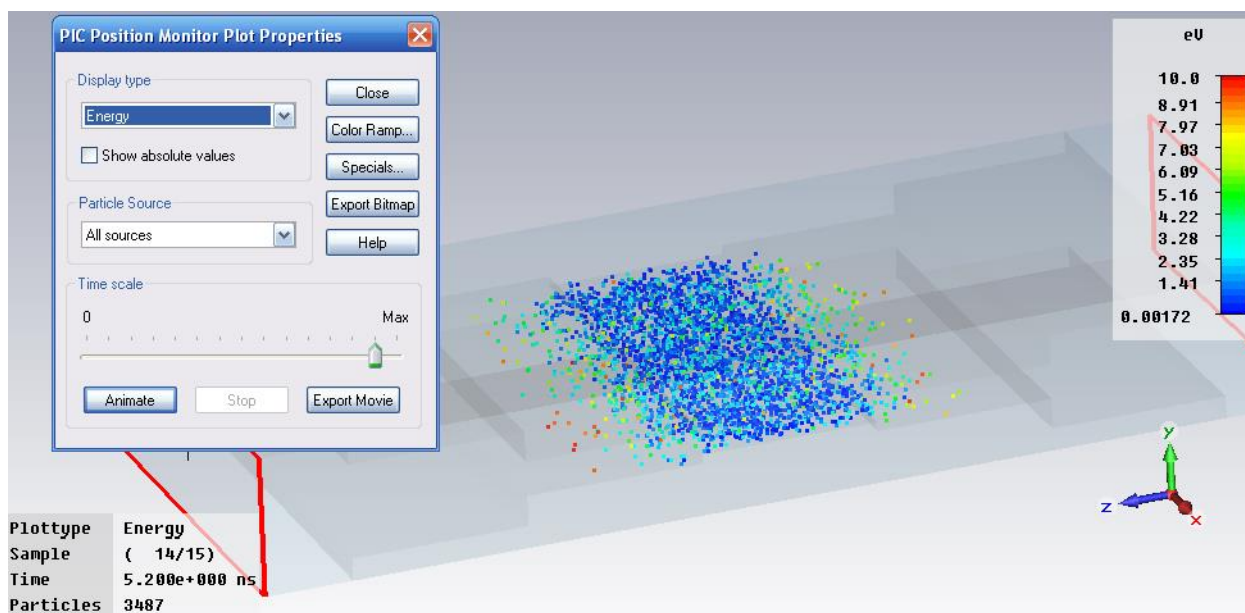 PIC Position Monitor Plot Properties
Display type
Energy
Show absolute values
Particle Source
All sources
Time scale
0 Max
Animate Stop Export Movie
Close
Color Ramp...
Specials...
Export Bitmap
Help
eV
10.0
8.91
7.97
7.03
6.09
5.16
4.22
3.28
2.35
1.41
0.00172
y
z
x
Plottype Energy
Sample ( 14/15)
Time 5.200e+000 ns
Particles 3487